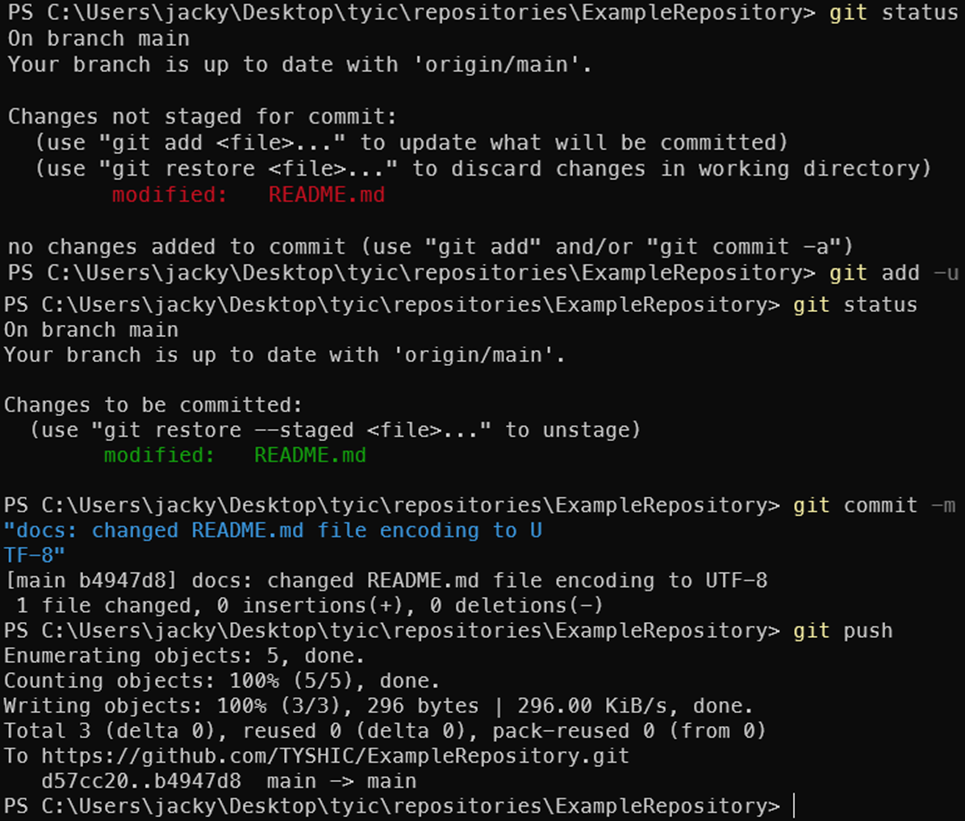 PS C:\Users\jacky\Desktop\tyic\repositories\ExampleRepository> git status
On branch main
Your branch is up to date with 'origin/main'.
Changes not staged for commit:
  (use "git add <file>..." to update what will be committed)
  (use "git restore <file>..." to discard changes in working directory)
        modified:   README.md
no changes added to commit (use "git add" and/or "git commit -a")
PS C:\Users\jacky\Desktop\tyic\repositories\ExampleRepository> git add -u
PS C:\Users\jacky\Desktop\tyic\repositories\ExampleRepository> git status
On branch main
Your branch is up to date with 'origin/main'.
Changes to be committed:
  (use "git restore --staged <file>..." to unstage)
        modified:   README.md
PS C:\Users\jacky\Desktop\tyic\repositories\ExampleRepository> git commit -m
"docs: changed README.md file encoding to U
TF-8"
[main b4947d8] docs: changed README.md file encoding to UTF-8
 1 file changed, 0 insertions(+), 0 deletions(-)
PS C:\Users\jacky\Desktop\tyic\repositories\ExampleRepository> git push
Enumerating objects: 5, done.
Counting objects: 100% (5/5), done.
Writing objects: 100% (3/3), 296 bytes | 296.00 KiB/s, done.
Total 3 (delta 0), reused 0 (delta 0), pack-reused 0 (from 0)
To https://github.com/TYSHIC/ExampleRepository.git
   d57cc20..b4947d8  main -> main
PS C:\Users\jacky\Desktop\tyic\repositories\ExampleRepository>